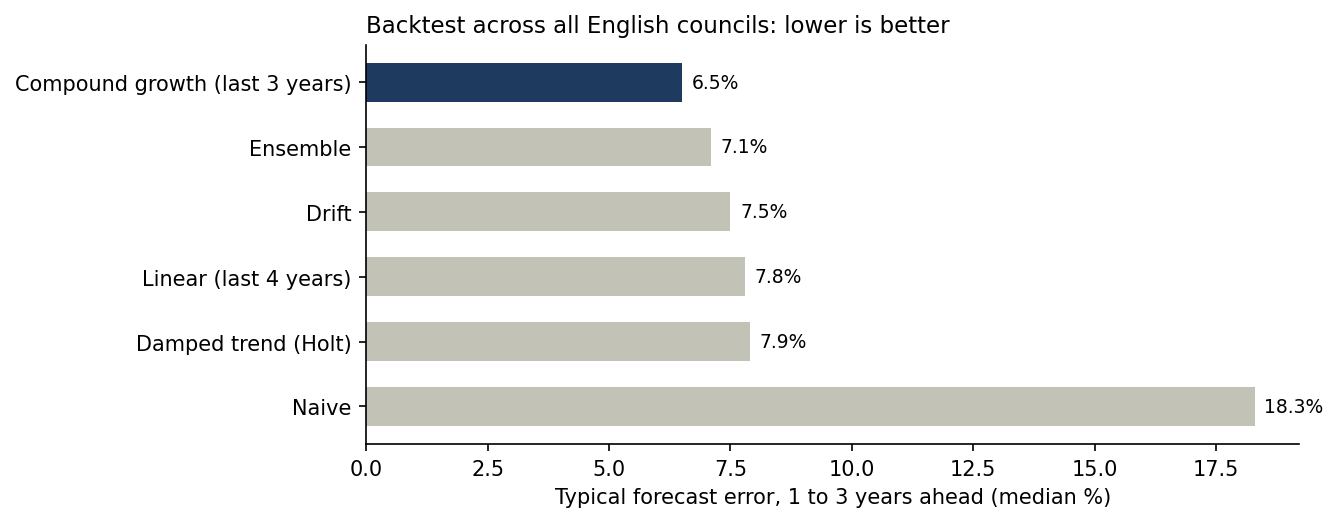 Backtest across all English councils: lower is better
Compound growth (last 3 years) 6.5%
Ensemble 7.1%
Drift 7.5%
Linear (last 4 years) 7.8%
Damped trend (Holt) 7.9%
Naive 18.3%
0.0 2.5 5.0 7.5 10.0 12.5 15.0 17.5
Typical forecast error, 1 to 3 years ahead (median %)